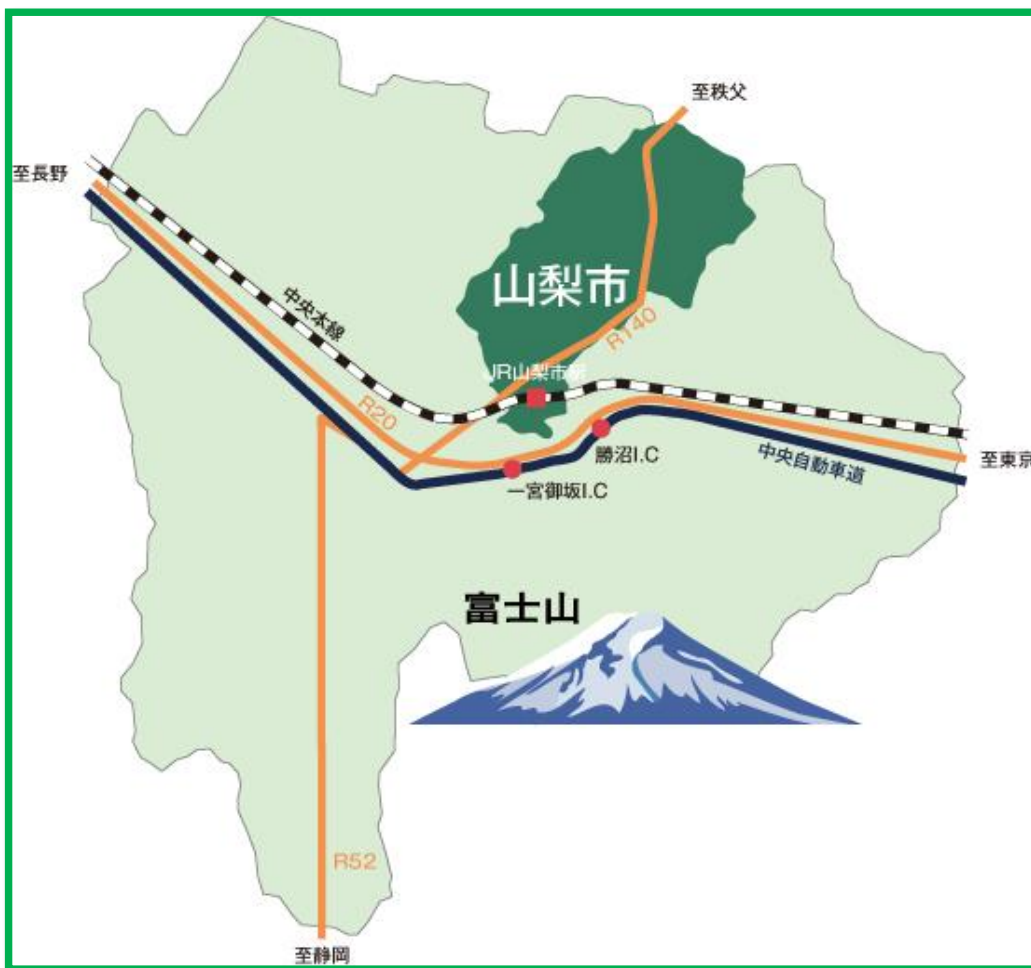 至秩父
至長野
山梨市
中央本線
R140
JR山梨市駅
R20
勝沼I.C
中央自動車道
至東京
一宮御坂I.C
富士山
R52
至静岡